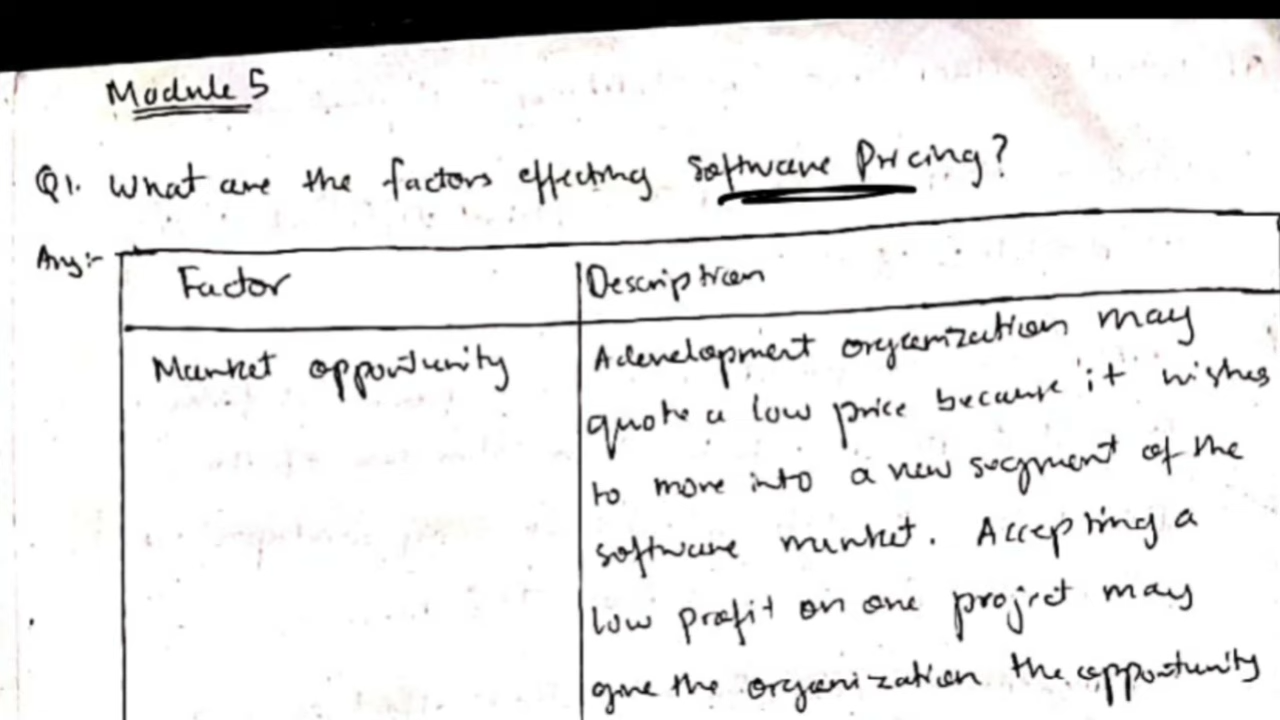 Module 5
Q1. What are the factors effecting Software Pricing?
Ans:-
Factor
Description
Market opportunity
A development organization may
quote a low price because it wishes
to move into a new segment of the
software market. Accepting a
low profit on one project may
give the organization the opportunity